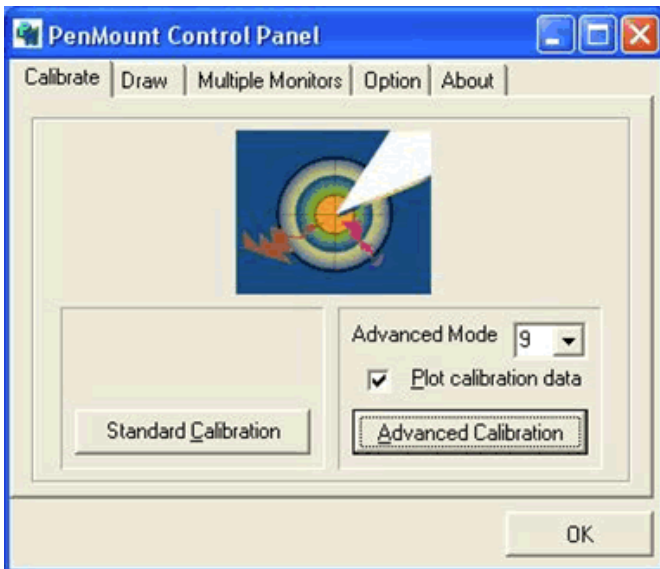 PenMount Control Panel
Calibrate Draw Multiple Monitors Option About
Advanced Mode 9
Plot calibration data
Standard Calibration Advanced Calibration
OK